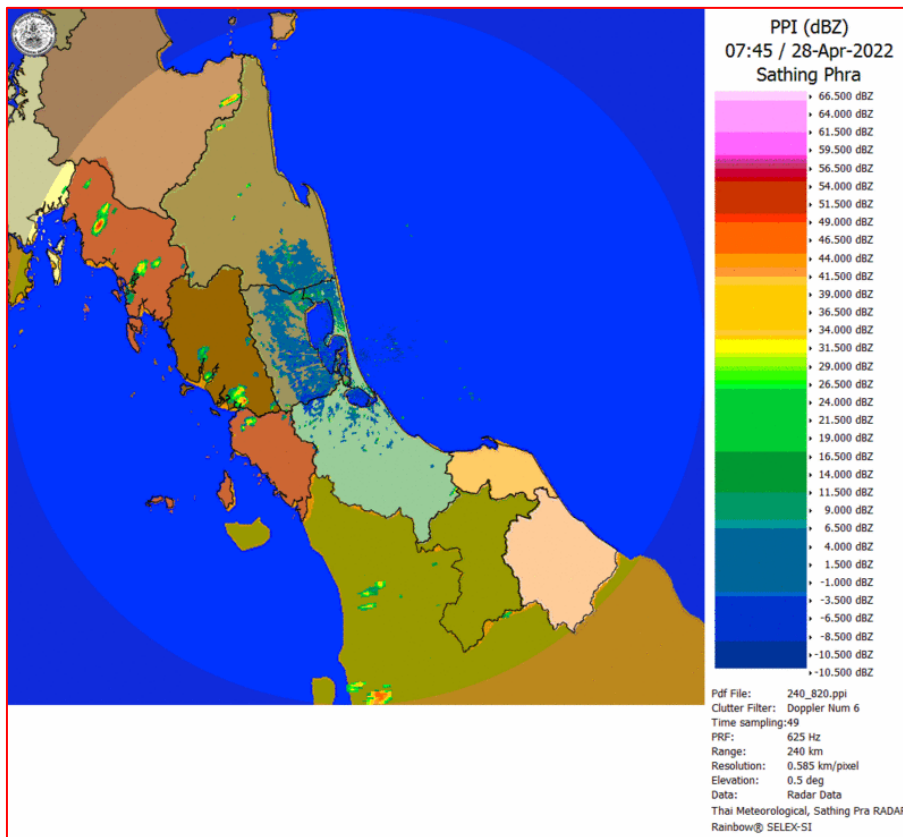 PPI (dBZ)
07:45 / 28-Apr-2022
Sathing Phra
66.500 dBZ
64.000 dBZ
61.500 dBZ
59.500 dBZ
56.500 dBZ
54.000 dBZ
51.500 dBZ
49.000 dBZ
46.500 dBZ
44.000 dBZ
41.500 dBZ
39.000 dBZ
36.500 dBZ
34.000 dBZ
31.500 dBZ
29.000 dBZ
26.500 dBZ
24.000 dBZ
21.500 dBZ
19.000 dBZ
16.500 dBZ
14.000 dBZ
11.500 dBZ
9.000 dBZ
6.500 dBZ
4.000 dBZ
1.500 dBZ
-1.000 dBZ
-3.500 dBZ
-6.500 dBZ
-8.500 dBZ
-10.500 dBZ
-10.500 dBZ
Pdf File: 240_820.ppi
Clutter Filter: Doppler Num 6
Time sampling:49
PRF: 625 Hz
Range: 240 km
Resolution: 0.585 km/pixel
Elevation: 0.5 deg
Data: Radar Data
Thai Meteorological, Sathing Pra RADAR
Rainbow® SELEX-SI